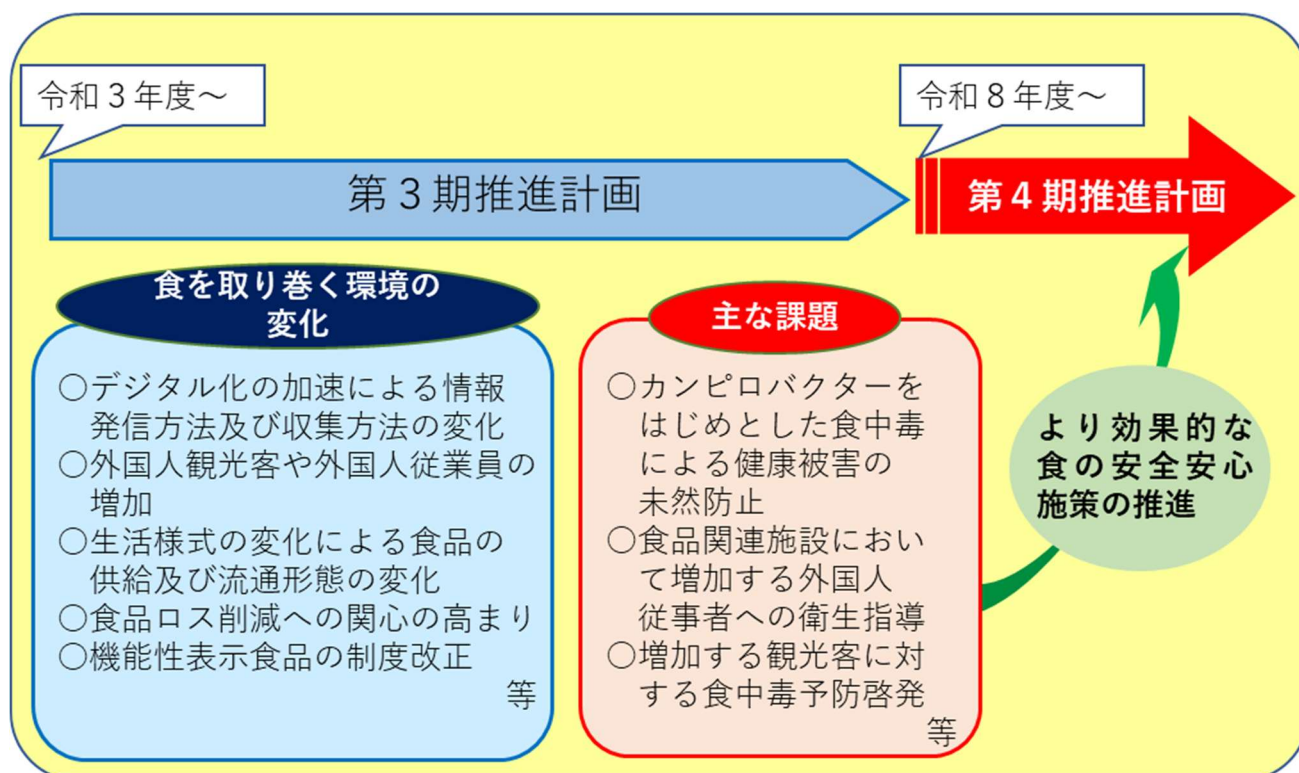 令和３年度～
令和８年度～
第３期推進計画
第４期推進計画
食を取り巻く環境の
変化
○デジタル化の加速による情報
発信方法及び収集方法の変化
○外国人観光客や外国人従業員の
増加
○生活様式の変化による食品の
供給及び流通形態の変化
○食品ロス削減への関心の高まり
○機能性表示食品の制度改正
等
主な課題
○カンピロバクターを
はじめとした食中毒
による健康被害の
未然防止
○食品関連施設におい
て増加する外国人
従事者への衛生指導
○増加する観光客に対
する食中毒予防啓発
等
より効果的な
食の安全安心
施策の推進